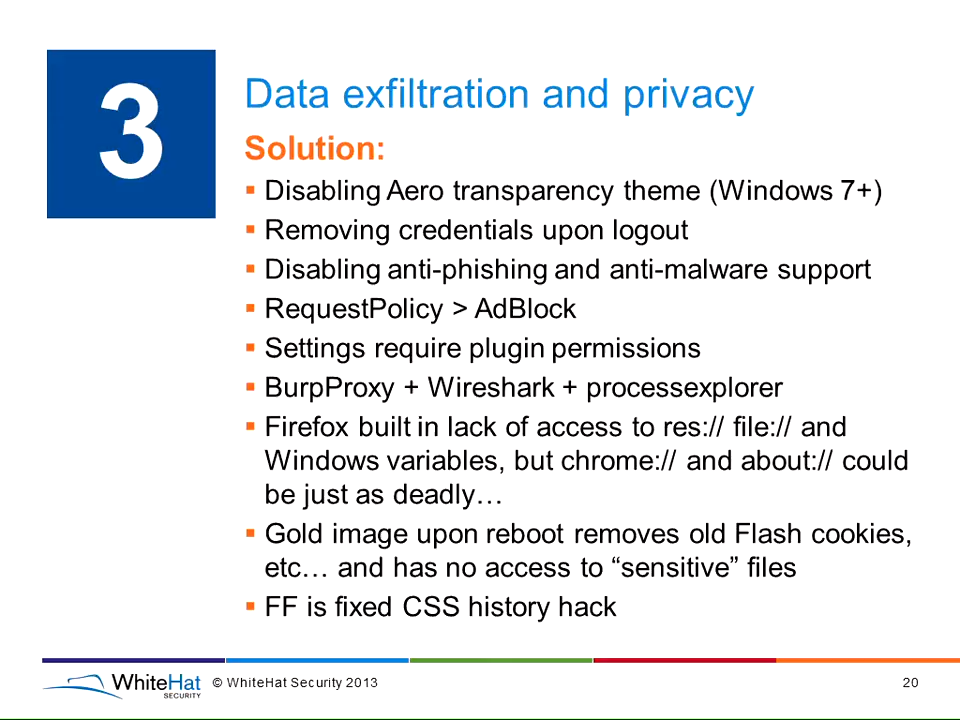 3
Data exfiltration and privacy
Solution:
▪ Disabling Aero transparency theme (Windows 7+)
▪ Removing credentials upon logout
▪ Disabling anti-phishing and anti-malware support
▪ RequestPolicy > AdBlock
▪ Settings require plugin permissions
▪ BurpProxy + Wireshark + processexplorer
▪ Firefox built in lack of access to res:// file:// and
Windows variables, but chrome:// and about:// could
be just as deadly…
▪ Gold image upon reboot removes old Flash cookies,
etc… and has no access to “sensitive” files
▪ FF is fixed CSS history hack
WhiteHat
SECURITY
© WhiteHat Security 2013
20